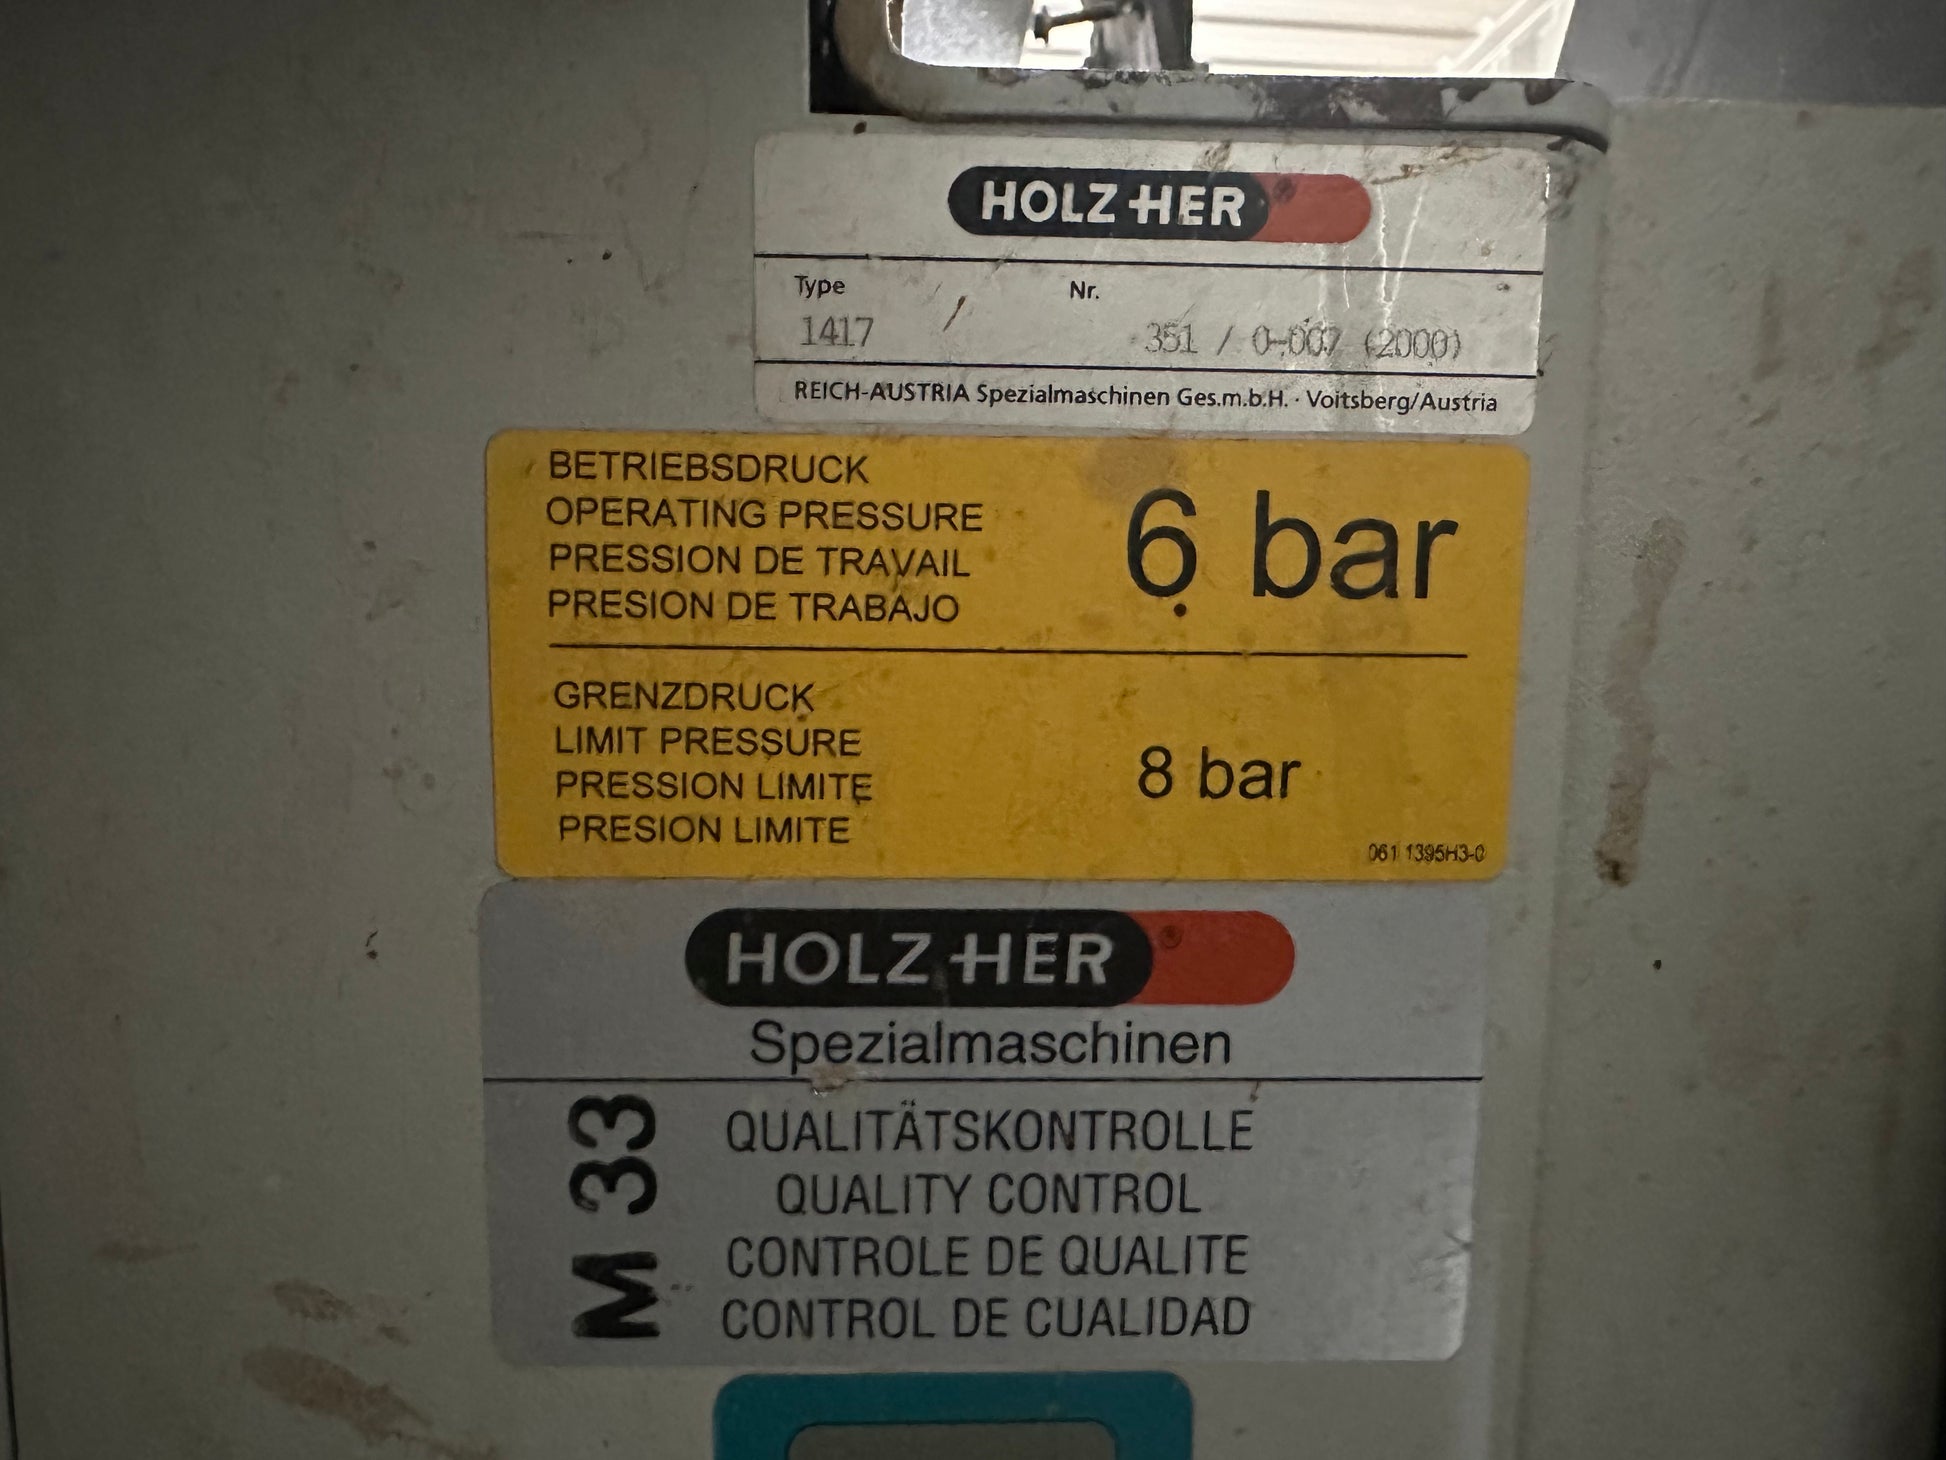 HOLZ-HER
Type Nr.
1417 / 351 / 0-007 (2000)
REICH-AUSTRIA Spezialmaschinen Ges.m.b.H. · Voitsberg/Austria
BETRIEBSDRUCK
OPERATING PRESSURE
PRESSION DE TRAVAIL
PRESION DE TRABAJO
6 bar
GRENZDRUCK
LIMIT PRESSURE
PRESSION LIMITE
PRESION LIMITE
8 bar
061 1395H3-0
HOLZ-HER
Spezialmaschinen
M 33
QUALITÄTSKONTROLLE
QUALITY CONTROL
CONTROLE DE QUALITE
CONTROL DE CUALIDAD